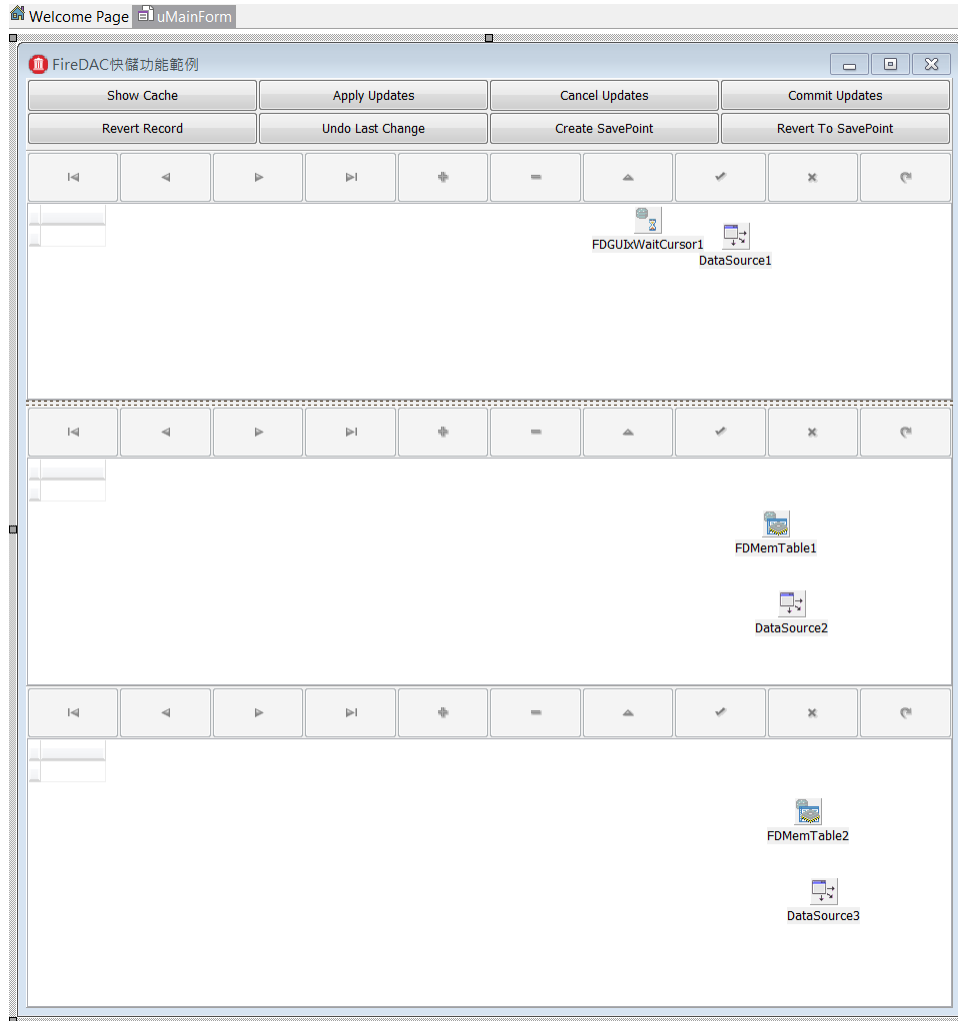 Welcome Page uMainForm
FireDAC快儲功能範例
Show Cache Apply Updates Cancel Updates Commit Updates
Revert Record Undo Last Change Create SavePoint Revert To SavePoint
FDGUIxWaitCursor1
DataSource1
FDMemTable1
DataSource2
FDMemTable2
DataSource3